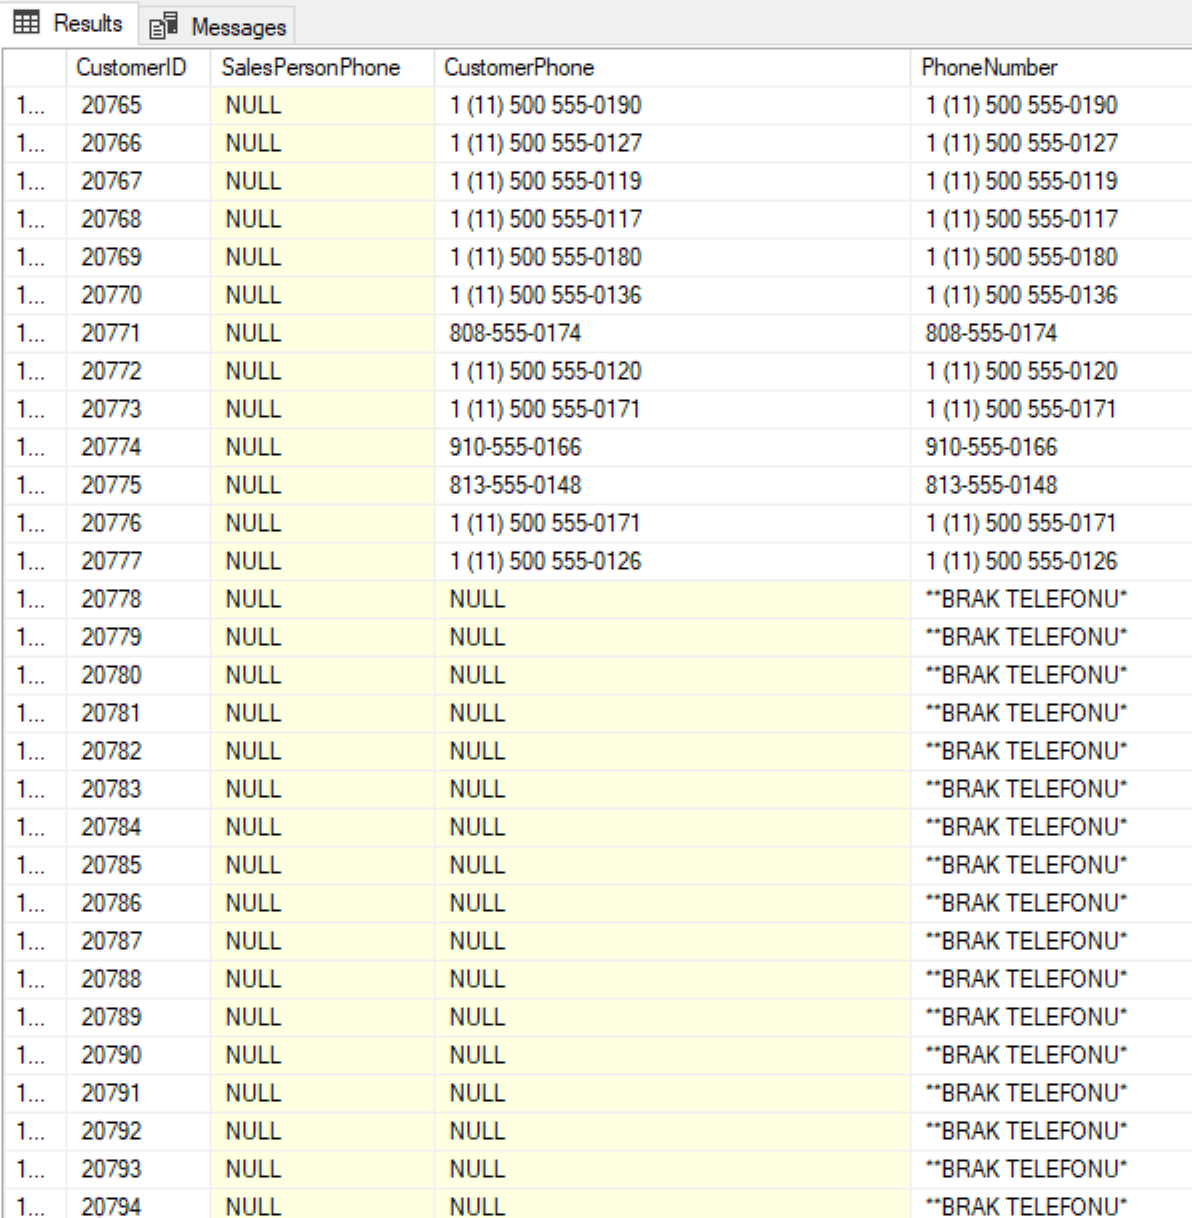 Results Messages
CustomerID SalesPersonPhone CustomerPhone PhoneNumber
1... 20765 NULL 1 (11) 500 555-0190 1 (11) 500 555-0190
1... 20766 NULL 1 (11) 500 555-0127 1 (11) 500 555-0127
1... 20767 NULL 1 (11) 500 555-0119 1 (11) 500 555-0119
1... 20768 NULL 1 (11) 500 555-0117 1 (11) 500 555-0117
1... 20769 NULL 1 (11) 500 555-0180 1 (11) 500 555-0180
1... 20770 NULL 1 (11) 500 555-0136 1 (11) 500 555-0136
1... 20771 NULL 808-555-0174 808-555-0174
1... 20772 NULL 1 (11) 500 555-0120 1 (11) 500 555-0120
1... 20773 NULL 1 (11) 500 555-0171 1 (11) 500 555-0171
1... 20774 NULL 910-555-0166 910-555-0166
1... 20775 NULL 813-555-0148 813-555-0148
1... 20776 NULL 1 (11) 500 555-0171 1 (11) 500 555-0171
1... 20777 NULL 1 (11) 500 555-0126 1 (11) 500 555-0126
1... 20778 NULL NULL **BRAK TELEFONU*
1... 20779 NULL NULL **BRAK TELEFONU*
1... 20780 NULL NULL **BRAK TELEFONU*
1... 20781 NULL NULL **BRAK TELEFONU*
1... 20782 NULL NULL **BRAK TELEFONU*
1... 20783 NULL NULL **BRAK TELEFONU*
1... 20784 NULL NULL **BRAK TELEFONU*
1... 20785 NULL NULL **BRAK TELEFONU*
1... 20786 NULL NULL **BRAK TELEFONU*
1... 20787 NULL NULL **BRAK TELEFONU*
1... 20788 NULL NULL **BRAK TELEFONU*
1... 20789 NULL NULL **BRAK TELEFONU*
1... 20790 NULL NULL **BRAK TELEFONU*
1... 20791 NULL NULL **BRAK TELEFONU*
1... 20792 NULL NULL **BRAK TELEFONU*
1... 20793 NULL NULL **BRAK TELEFONU*
1... 20794 NULL NULL **BRAK TELEFONU*